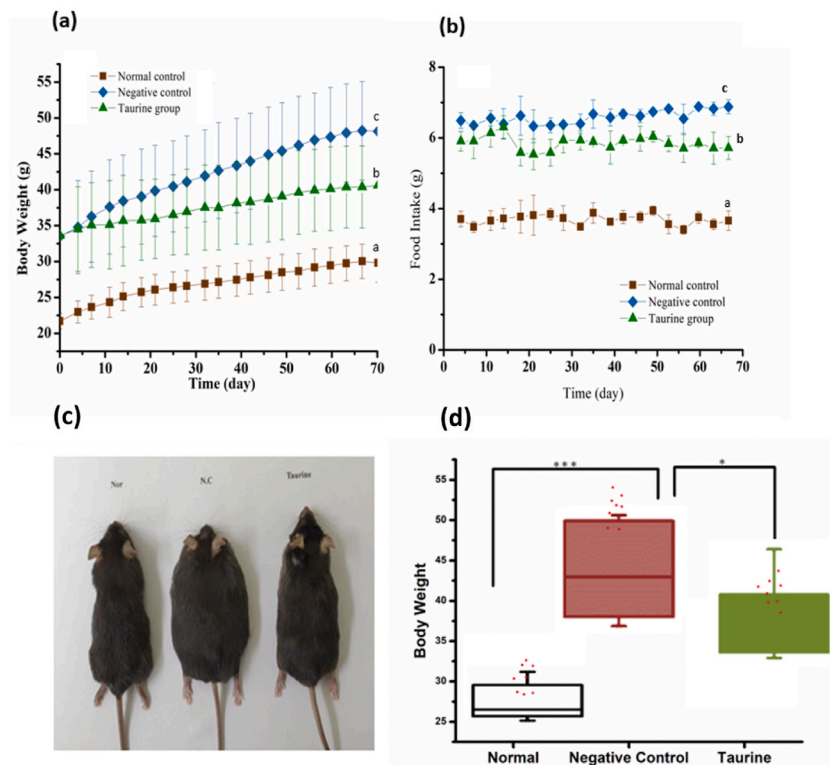 (a)
Normal control
Negative control
Taurine group
55
50
45
40
35
30
25
20
Body Weight (g)
c
b
a
0 10 20 30 40 50 60 70
Time (day)
(b)
8
6
4
2
0
Food Intake (g)
c
b
a
Normal control
Negative control
Taurine group
0 10 20 30 40 50 60 70
Time (day)
(c)
Nor N.C Taurine
(d)
*** *
55
50
45
40
35
30
25
Body Weight
Normal Negative Control Taurine